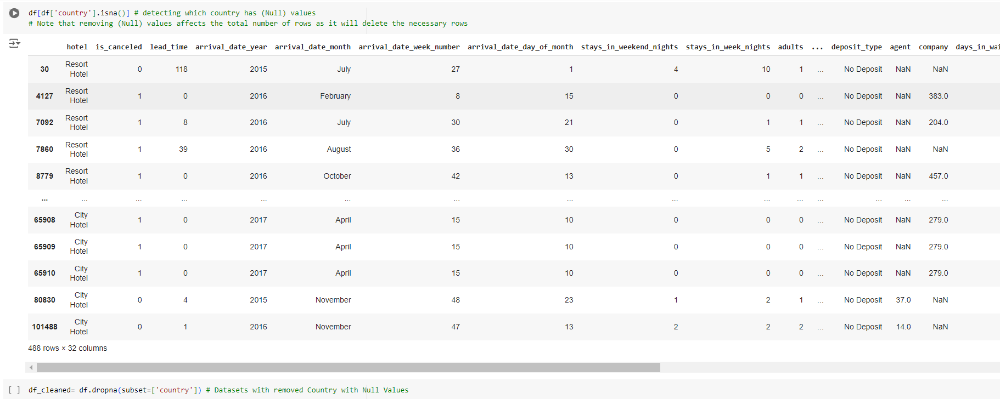 df[df['country'].isna()] # detecting which country has (Null) values
# Note that removing (Null) values affects the total number of rows as it will delete the necessary rows
hotel is_canceled lead_time arrival_date_year arrival_date_month arrival_date_week_number arrival_date_day_of_month stays_in_weekend_nights stays_in_week_nights adults ... deposit_type agent company days_in_wai
30 Resort Hotel 0 118 2015 July 27 1 4 10 1 ... No Deposit NaN NaN
4127 Resort Hotel 1 0 2016 February 8 15 0 0 0 ... No Deposit NaN 383.0
7092 Resort Hotel 1 8 2016 July 30 21 0 1 1 ... No Deposit NaN 204.0
7860 Resort Hotel 1 39 2016 August 36 30 0 5 2 ... No Deposit NaN NaN
8779 Resort Hotel 1 0 2016 October 42 13 0 1 1 ... No Deposit NaN 457.0
... ... ... ... ... ... ... ... ... ... ... ... ... ... ...
65908 City Hotel 1 0 2017 April 15 10 0 0 0 ... No Deposit NaN 279.0
65909 City Hotel 1 0 2017 April 15 10 0 0 0 ... No Deposit NaN 279.0
65910 City Hotel 1 0 2017 April 15 10 0 0 0 ... No Deposit NaN 279.0
80830 City Hotel 0 4 2015 November 48 23 1 2 1 ... No Deposit 37.0 NaN
101488 City Hotel 0 1 2016 November 47 13 2 2 2 ... No Deposit 14.0 NaN
488 rows × 32 columns
[ ] df_cleaned= df.dropna(subset=['country']) # Datasets with removed Country with Null Values